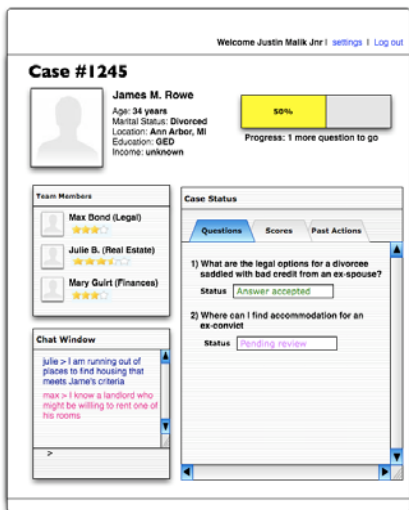 Welcome Justin Malik Jnr | settings | Log out
Case #1245
James M. Rowe
Age: 34 years
Marital Status: Divorced
Location: Ann Arbor, MI
Education: GED
Income: unknown
50%
Progress: 1 more question to go
Team Members
Max Bond (Legal)
Julie B. (Real Estate)
Mary Guirt (Finances)
Chat Window
julie > I am running out of
places to find housing that
meets Jame's criteria
max > I know a landlord who
might be willing to rent one of
his rooms
>
Case Status
Questions Scores Past Actions
1) What are the legal options for a divorcee
saddled with bad credit from an ex-spouse?
Status Answer accepted
2) Where can I find accommodation for an
ex-convict
Status Pending review